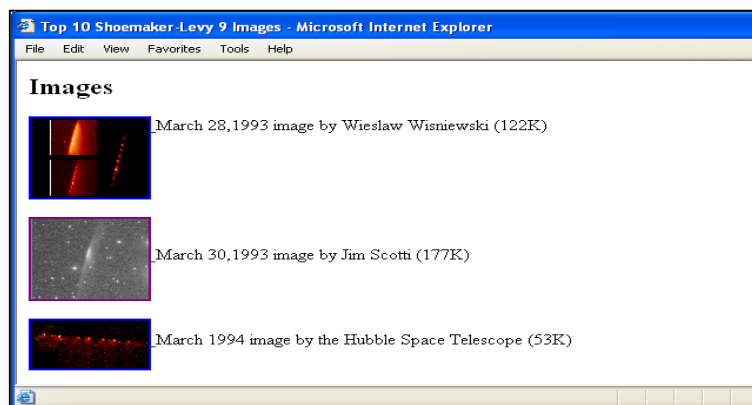 Top 10 Shoemaker-Levy 9 Images - Microsoft Internet Explorer
File Edit View Favorites Tools Help
Images
March 28,1993 image by Wieslaw Wisniewski (122K)
March 30,1993 image by Jim Scotti (177K)
March 1994 image by the Hubble Space Telescope (53K)